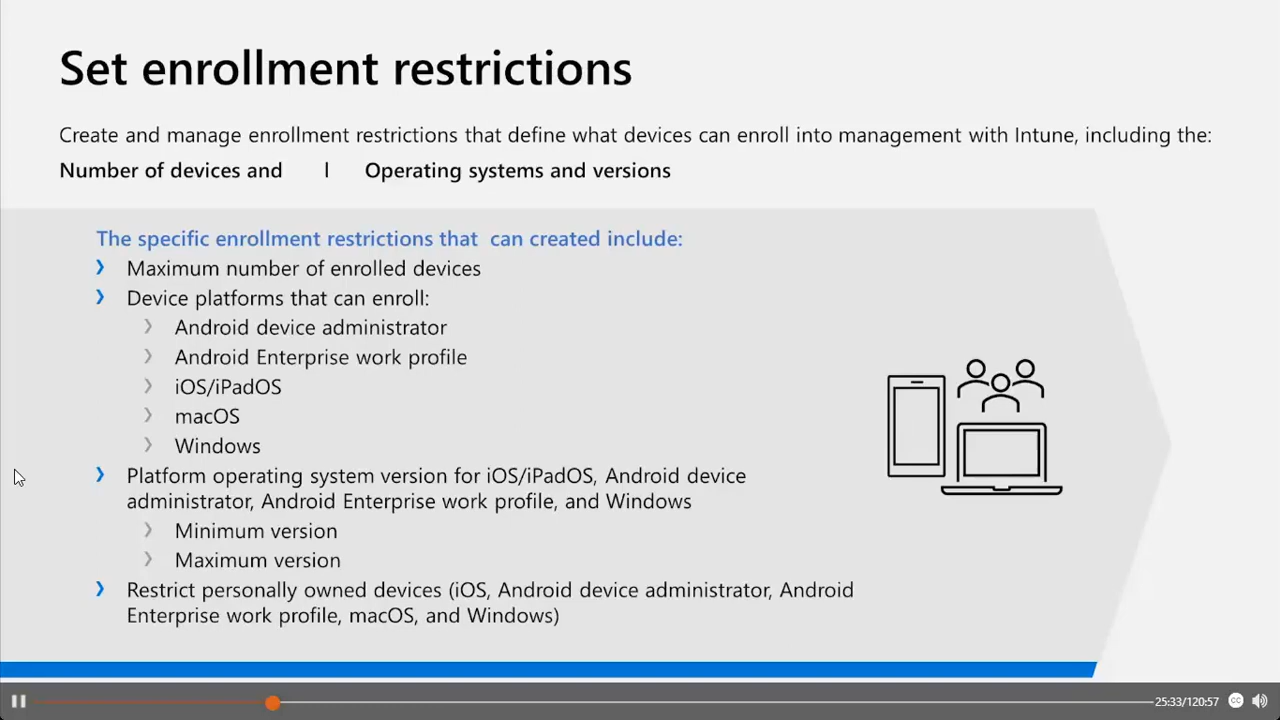 Set enrollment restrictions
Create and manage enrollment restrictions that define what devices can enroll into management with Intune, including the:
Number of devices and | Operating systems and versions
The specific enrollment restrictions that can created include:
Maximum number of enrolled devices
Device platforms that can enroll:
Android device administrator
Android Enterprise work profile
iOS/iPadOS
macOS
Windows
Platform operating system version for iOS/iPadOS, Android device
administrator, Android Enterprise work profile, and Windows
Minimum version
Maximum version
Restrict personally owned devices (iOS, Android device administrator, Android
Enterprise work profile, macOS, and Windows)
25:33/120:57 CC